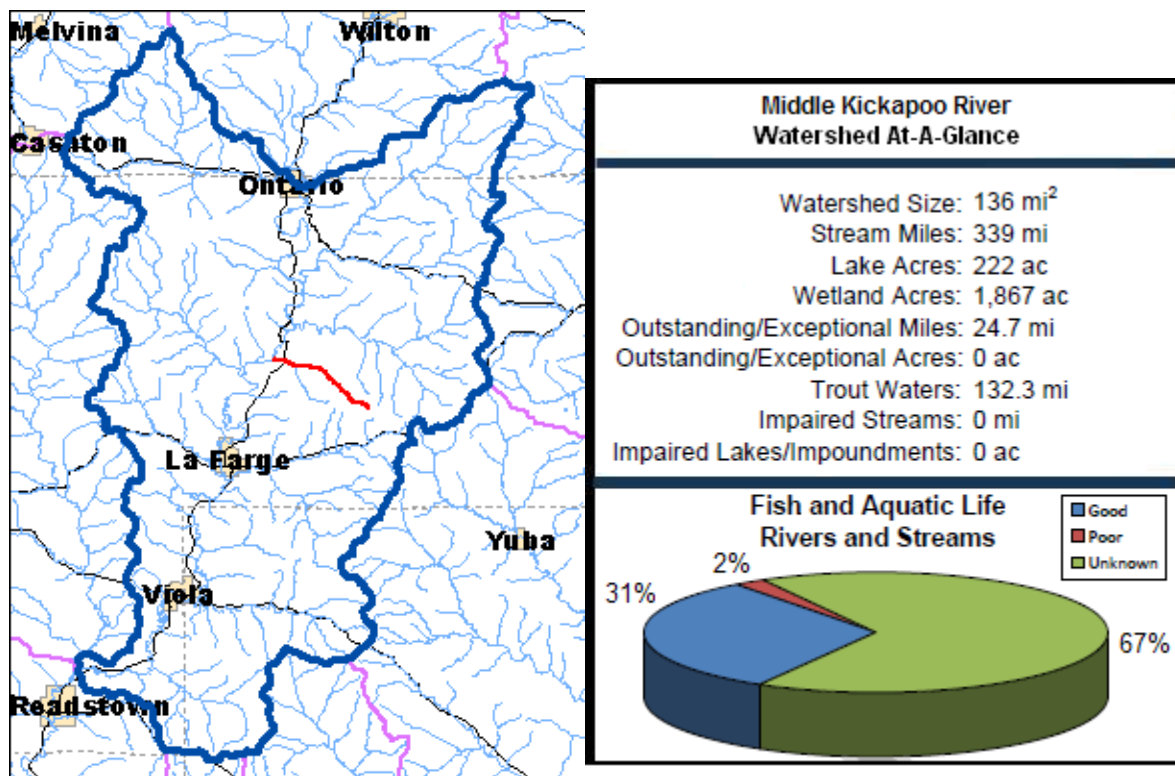 Melvina
Wilton
Cashton
Ontario
La Farge
Yuba
Viola
Readstown
Middle Kickapoo River
Watershed At-A-Glance
Watershed Size: 136 mi²
Stream Miles: 339 mi
Lake Acres: 222 ac
Wetland Acres: 1,867 ac
Outstanding/Exceptional Miles: 24.7 mi
Outstanding/Exceptional Acres: 0 ac
Trout Waters: 132.3 mi
Impaired Streams: 0 mi
Impaired Lakes/Impoundments: 0 ac
Fish and Aquatic Life
Rivers and Streams
Good
Poor
Unknown
2%
31%
67%